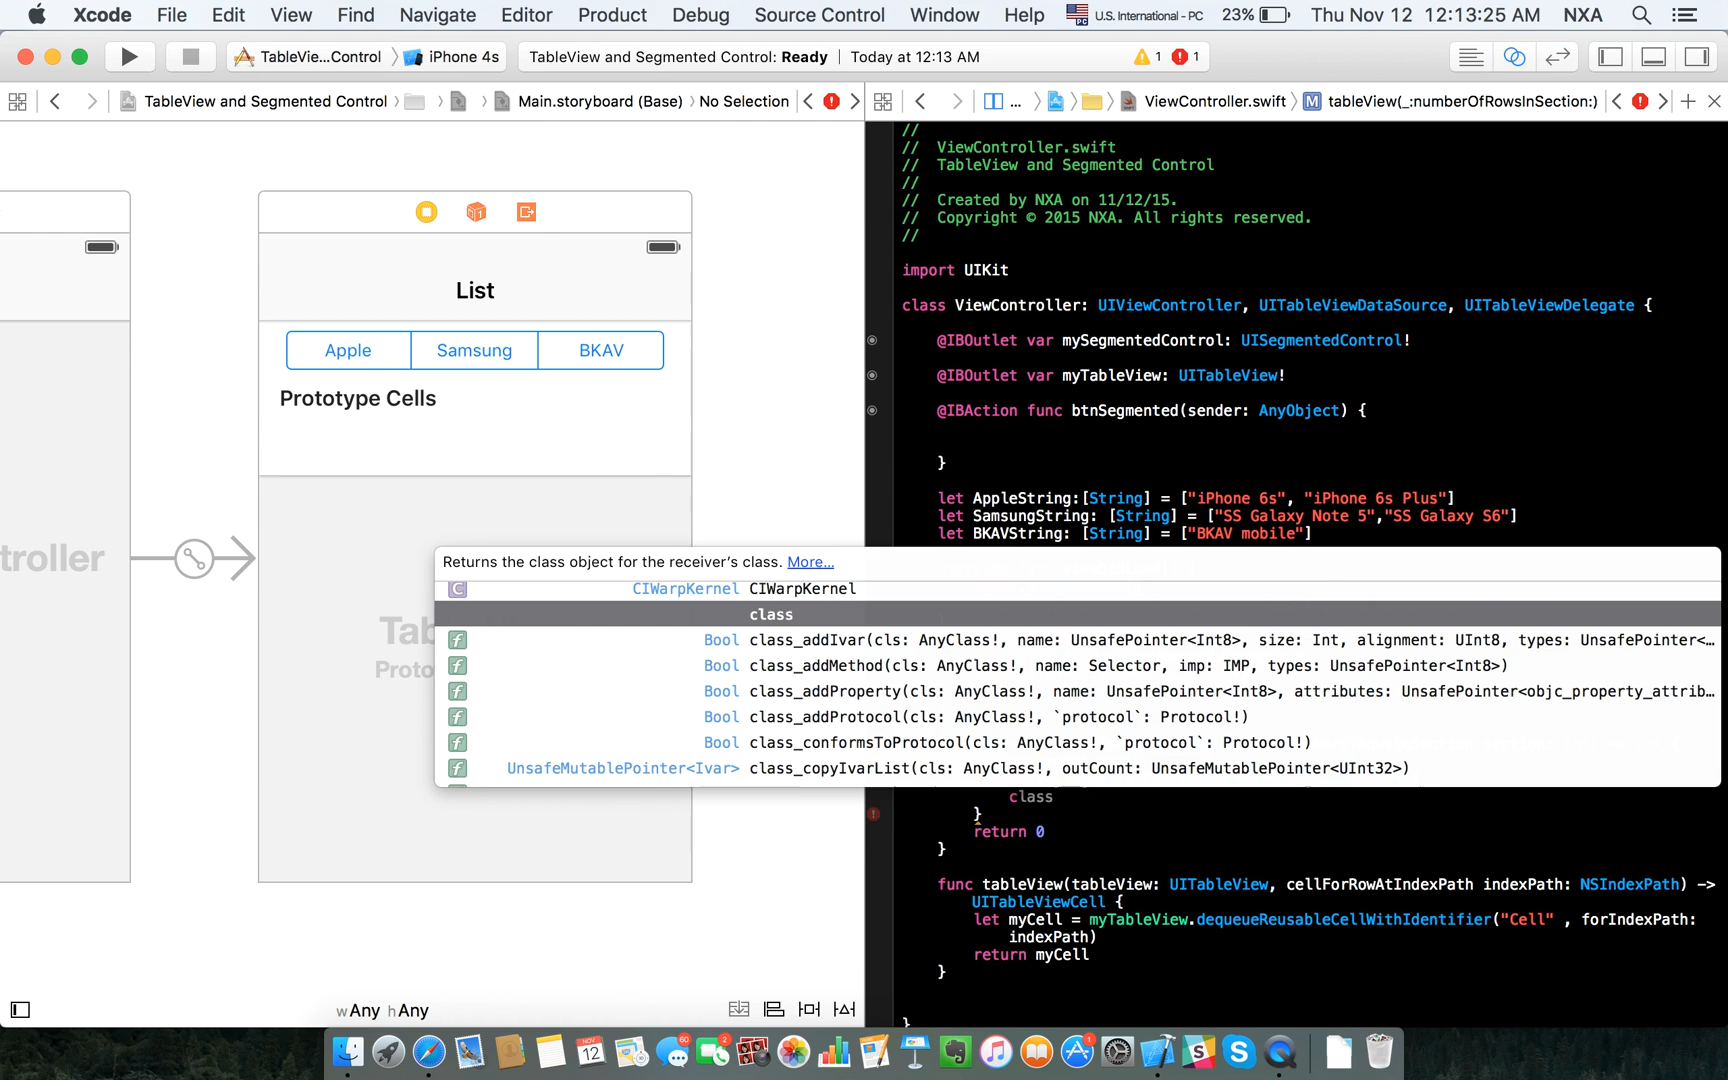 Xcode File Edit View Find Navigate Editor Product Debug Source Control Window Help U.S. International - PC 23% Thu Nov 12 12:13:25 AM NXA
TableVie...Control iPhone 4s TableView and Segmented Control: Ready Today at 12:13 AM 1 1
TableView and Segmented Control Main.storyboard (Base) No Selection
... ViewController.swift M tableView(_:numberOfRowsInSection:)
List
Apple Samsung BKAV
Prototype Cells
troller
Tab
Proto
wAny hAny
//
// ViewController.swift
// TableView and Segmented Control
//
// Created by NXA on 11/12/15.
// Copyright © 2015 NXA. All rights reserved.
//
import UIKit
class ViewController: UIViewController, UITableViewDataSource, UITableViewDelegate {
@IBOutlet var mySegmentedControl: UISegmentedControl!
@IBOutlet var myTableView: UITableView!
@IBAction func btnSegmented(sender: AnyObject) {
}
let AppleString:[String] = ["iPhone 6s", "iPhone 6s Plus"]
let SamsungString: [String] = ["SS Galaxy Note 5","SS Galaxy S6"]
let BKAVString: [String] = ["BKAV mobile"]
Returns the class object for the receiver's class. More...
C CIWarpKernel CIWarpKernel
class
f Bool class_addIvar(cls: AnyClass!, name: UnsafePointer<Int8>, size: Int, alignment: UInt8, types: UnsafePointer<...
f Bool class_addMethod(cls: AnyClass!, name: Selector, imp: IMP, types: UnsafePointer<Int8>)
f Bool class_addProperty(cls: AnyClass!, name: UnsafePointer<Int8>, attributes: UnsafePointer<objc_property_attrib...
f Bool class_addProtocol(cls: AnyClass!, `protocol`: Protocol!)
f Bool class_conformsToProtocol(cls: AnyClass!, `protocol`: Protocol!)
f UnsafeMutablePointer<Ivar> class_copyIvarList(cls: AnyClass!, outCount: UnsafeMutablePointer<UInt32>)
class
}
return 0
}
func tableView(tableView: UITableView, cellForRowAtIndexPath indexPath: NSIndexPath) ->
UITableViewCell {
let myCell = myTableView.dequeueReusableCellWithIdentifier("Cell" , forIndexPath:
indexPath)
return myCell
}
}
NOV
12
60
2
1